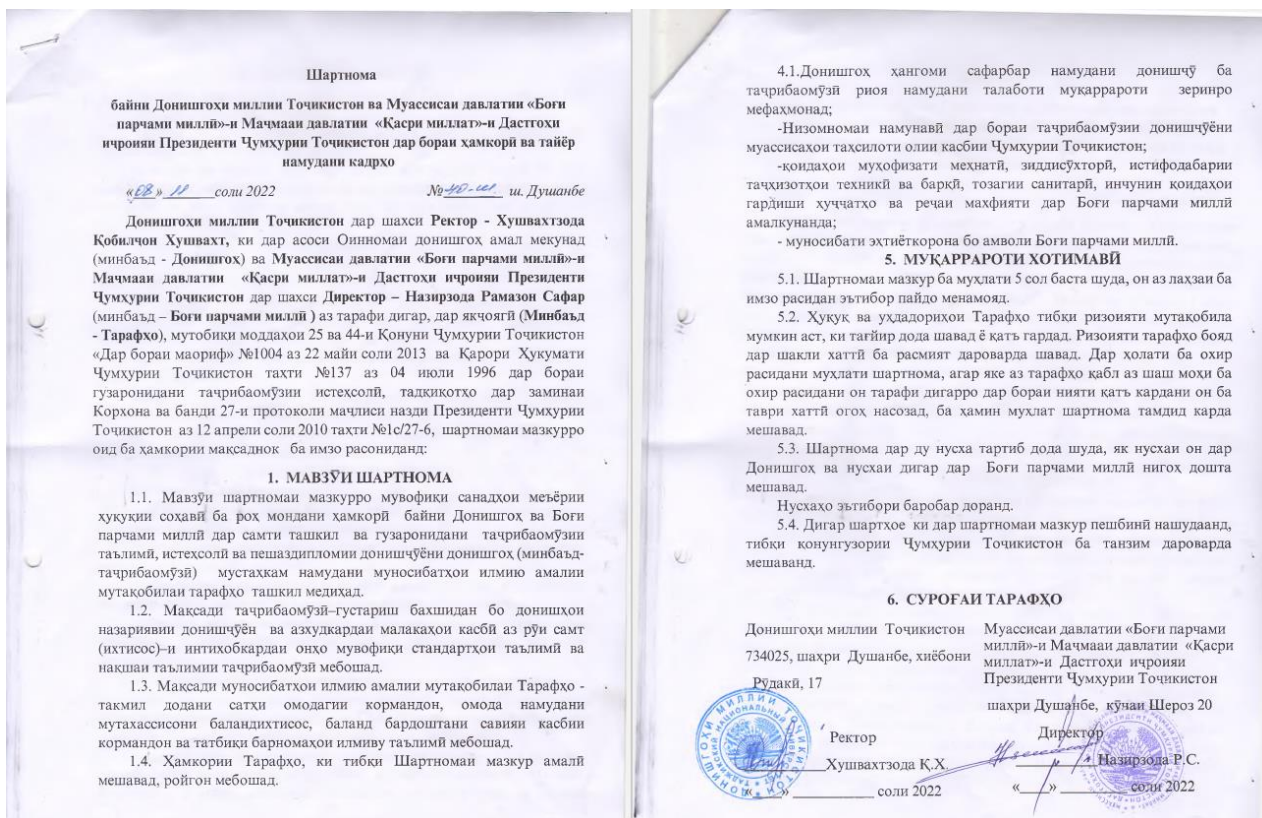 Шартнома
байни Донишгоҳи миллии Тоҷикистон ва Муассисаи давлатии «Боғи
парчами миллӣ»-и Маҷмааи давлатии «Қасри миллат»-и Дастгоҳи
иҷроияи Президенти Ҷумҳурии Тоҷикистон дар бораи ҳамкорӣ ва тайёр
намудани кадрҳо
«08» 11 соли 2022 №40-ш. ш. Душанбе
Донишгоҳи миллии Тоҷикистон дар шахси Ректор - Хушвахтзода
Қобилҷон Хушвахт, ки дар асоси Оинномаи донишгоҳ амал мекунад
(минбаъд - Донишгоҳ) ва Муассисаи давлатии «Боғи парчами миллӣ»-и
Маҷмааи давлатии «Қасри миллат»-и Дастгоҳи иҷроияи Президенти
Ҷумҳурии Тоҷикистон дар шахси Директор – Назирзода Рамазон Сафар
(минбаъд – Боғи парчами миллӣ ) аз тарафи дигар, дар якҷоягӣ (Минбаъд
- Тарафҳо), мутобиқи моддаҳои 25 ва 44-и Қонуни Ҷумҳурии Тоҷикистон
«Дар бораи маориф» №1004 аз 22 майи соли 2013 ва Қарори Ҳукумати
Ҷумҳурии Тоҷикистон таҳти №137 аз 04 июли 1996 дар бораи
гузаронидани таҷрибаомӯзии истеҳсолӣ, тадқиқотҳо дар заминаи
Корхона ва банди 27-и протоколи маҷлиси назди Президенти Ҷумҳурии
Тоҷикистон аз 12 апрели соли 2010 таҳти №1с/27-6, шартномаи мазкурро
оид ба ҳамкории мақсаднок ба имзо расониданд:
1. МАВЗӮИ ШАРТНОМА
1.1. Мавзӯи шартномаи мазкурро мувофиқи санадҳои меъёрии
ҳуқуқии соҳавӣ ба роҳ мондани ҳамкорӣ байни Донишгоҳ ва Боғи
парчами миллӣ дар самти ташкил ва гузаронидани таҷрибаомӯзии
таълимӣ, истеҳсолӣ ва пешаздипломии донишҷӯёни донишгоҳ (минбаъд-
таҷрибаомӯзӣ) мустаҳкам намудани муносибатҳои илмию амалии
мутақобилаи тарафҳо ташкил медиҳад.
1.2. Мақсади таҷрибаомӯзӣ–густариш бахшидан бо донишҳои
назариявии донишҷӯён ва азхудкардаи малакаҳои касбӣ аз рӯи самт
(ихтисос)–и интихобкардаи онҳо мувофиқи стандартҳои таълимӣ ва
нақшаи таълимии таҷрибаомӯзӣ мебошад.
1.3. Мақсади муносибатҳои илмию амалии мутақобилаи Тарафҳо -
такмил додани сатҳи омодагии кормандон, омода намудани
мутахассисони баландихтисос, баланд бардоштани савияи касбии
кормандон ва татбиқи барномаҳои илмиву таълимӣ мебошад.
1.4. Ҳамкории Тарафҳо, ки тибқи Шартномаи мазкур амалӣ
мешавад, ройгон мебошад.
4.1.Донишгоҳ ҳангоми сафарбар намудани донишҷӯ ба
таҷрибаомӯзӣ риоя намудани талаботи муқаррароти зеринро
мефаҳмонад;
-Низомномаи намунавӣ дар бораи таҷрибаомӯзии донишҷӯёни
муассисаҳои таҳсилоти олии касбии Ҷумҳурии Тоҷикистон;
-қоидаҳои муҳофизати меҳнатӣ, зиддисӯхторӣ, истифодабарии
таҷҳизотҳои техникӣ ва барқӣ, тозагии санитарӣ, инчунин қоидаҳои
гардиши ҳуҷҷатҳо ва реҷаи махфияти дар Боғи парчами миллӣ
амалкунанда;
- муносибати эҳтиёткорона бо амволи Боғи парчами миллӣ.
5. МУҚАРРАРОТИ ХОТИМАВӢ
5.1. Шартномаи мазкур ба муҳлати 5 сол баста шуда, он аз лаҳзаи ба
имзо расидан эътибор пайдо менамояд.
5.2. Ҳуқуқ ва уҳдадориҳои Тарафҳо тибқи ризоияти мутақобила
мумкин аст, ки тағйир дода шавад ё қатъ гардад. Ризоияти тарафҳо бояд
дар шакли хаттӣ ба расмият дароварда шавад. Дар ҳолати ба охир
расидани муҳлати шартнома, агар яке аз тарафҳо қабл аз шаш моҳи ба
охир расидани он тарафи дигарро дар бораи нияти қатъ кардани он ба
таври хаттӣ огоҳ насозад, ба ҳамин муҳлат шартнома тамдид карда
мешавад.
5.3. Шартнома дар ду нусха тартиб дода шуда, як нусхаи он дар
Донишгоҳ ва нусхаи дигар дар Боғи парчами миллӣ нигоҳ дошта
мешавад.
Нусхаҳо эътибори баробар доранд.
5.4. Дигар шартҳое ки дар шартномаи мазкур пешбинӣ нашудаанд,
тибқи қонунгузории Ҷумҳурии Тоҷикистон ба танзим дароварда
мешаванд.
6. СУРОҒАИ ТАРАФҲО
Донишгоҳи миллии Тоҷикистон
734025, шаҳри Душанбе, хиёбони
Рӯдакӣ, 17
Ректор
Хушвахтзода Қ.Х.
«___» ___________ соли 2022
Муассисаи давлатии «Боғи парчами
миллӣ»-и Маҷмааи давлатии «Қасри
миллат»-и Дастгоҳи иҷроияи
Президенти Ҷумҳурии Тоҷикистон
шаҳри Душанбе, кӯчаи Шероз 20
Директор
Назирзода Р.С.
«___» _________ соли 2022
ДОНИШГОҲИ МИЛЛИИ ТОҶИКИСТОН